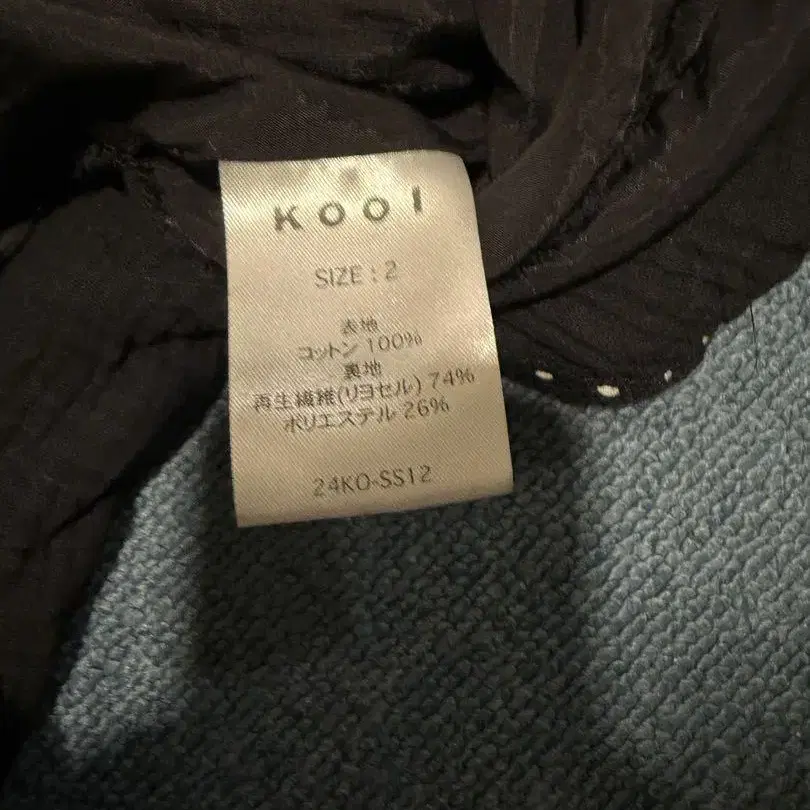 KOOI
SIZE : 2
表地
コットン 100%
裏地
再生繊維(リヨセル) 74%
ポリエステル 26%
24KO-SS12